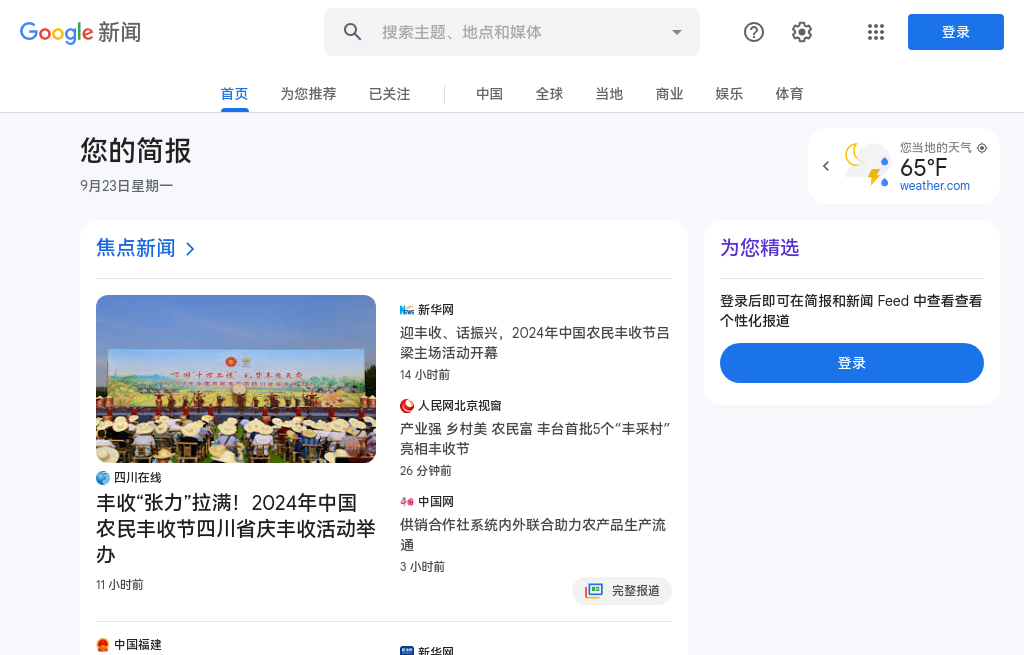 Google 新闻
搜索主题、地点和媒体
登录
首页
为您推荐
已关注
中国
全球
当地
商业
娱乐
体育
您的简报
9月23日星期一
您当地的天气
65°F
weather.com
焦点新闻
四川在线
丰收“张力”拉满！2024年中国
农民丰收节四川省庆丰收活动举
办
11 小时前
新华网
迎丰收、话振兴，2024年中国农民丰收节吕
梁主场活动开幕
14 小时前
人民网北京视窗
产业强 乡村美 农民富 丰台首批5个“丰采村”
亮相丰收节
26 分钟前
中国网
供销合作社系统内外联合助力农产品生产流
通
3 小时前
完整报道
中国福建
新华网
为您精选
登录后即可在简报和新闻 Feed 中查看查看
个性化报道
登录